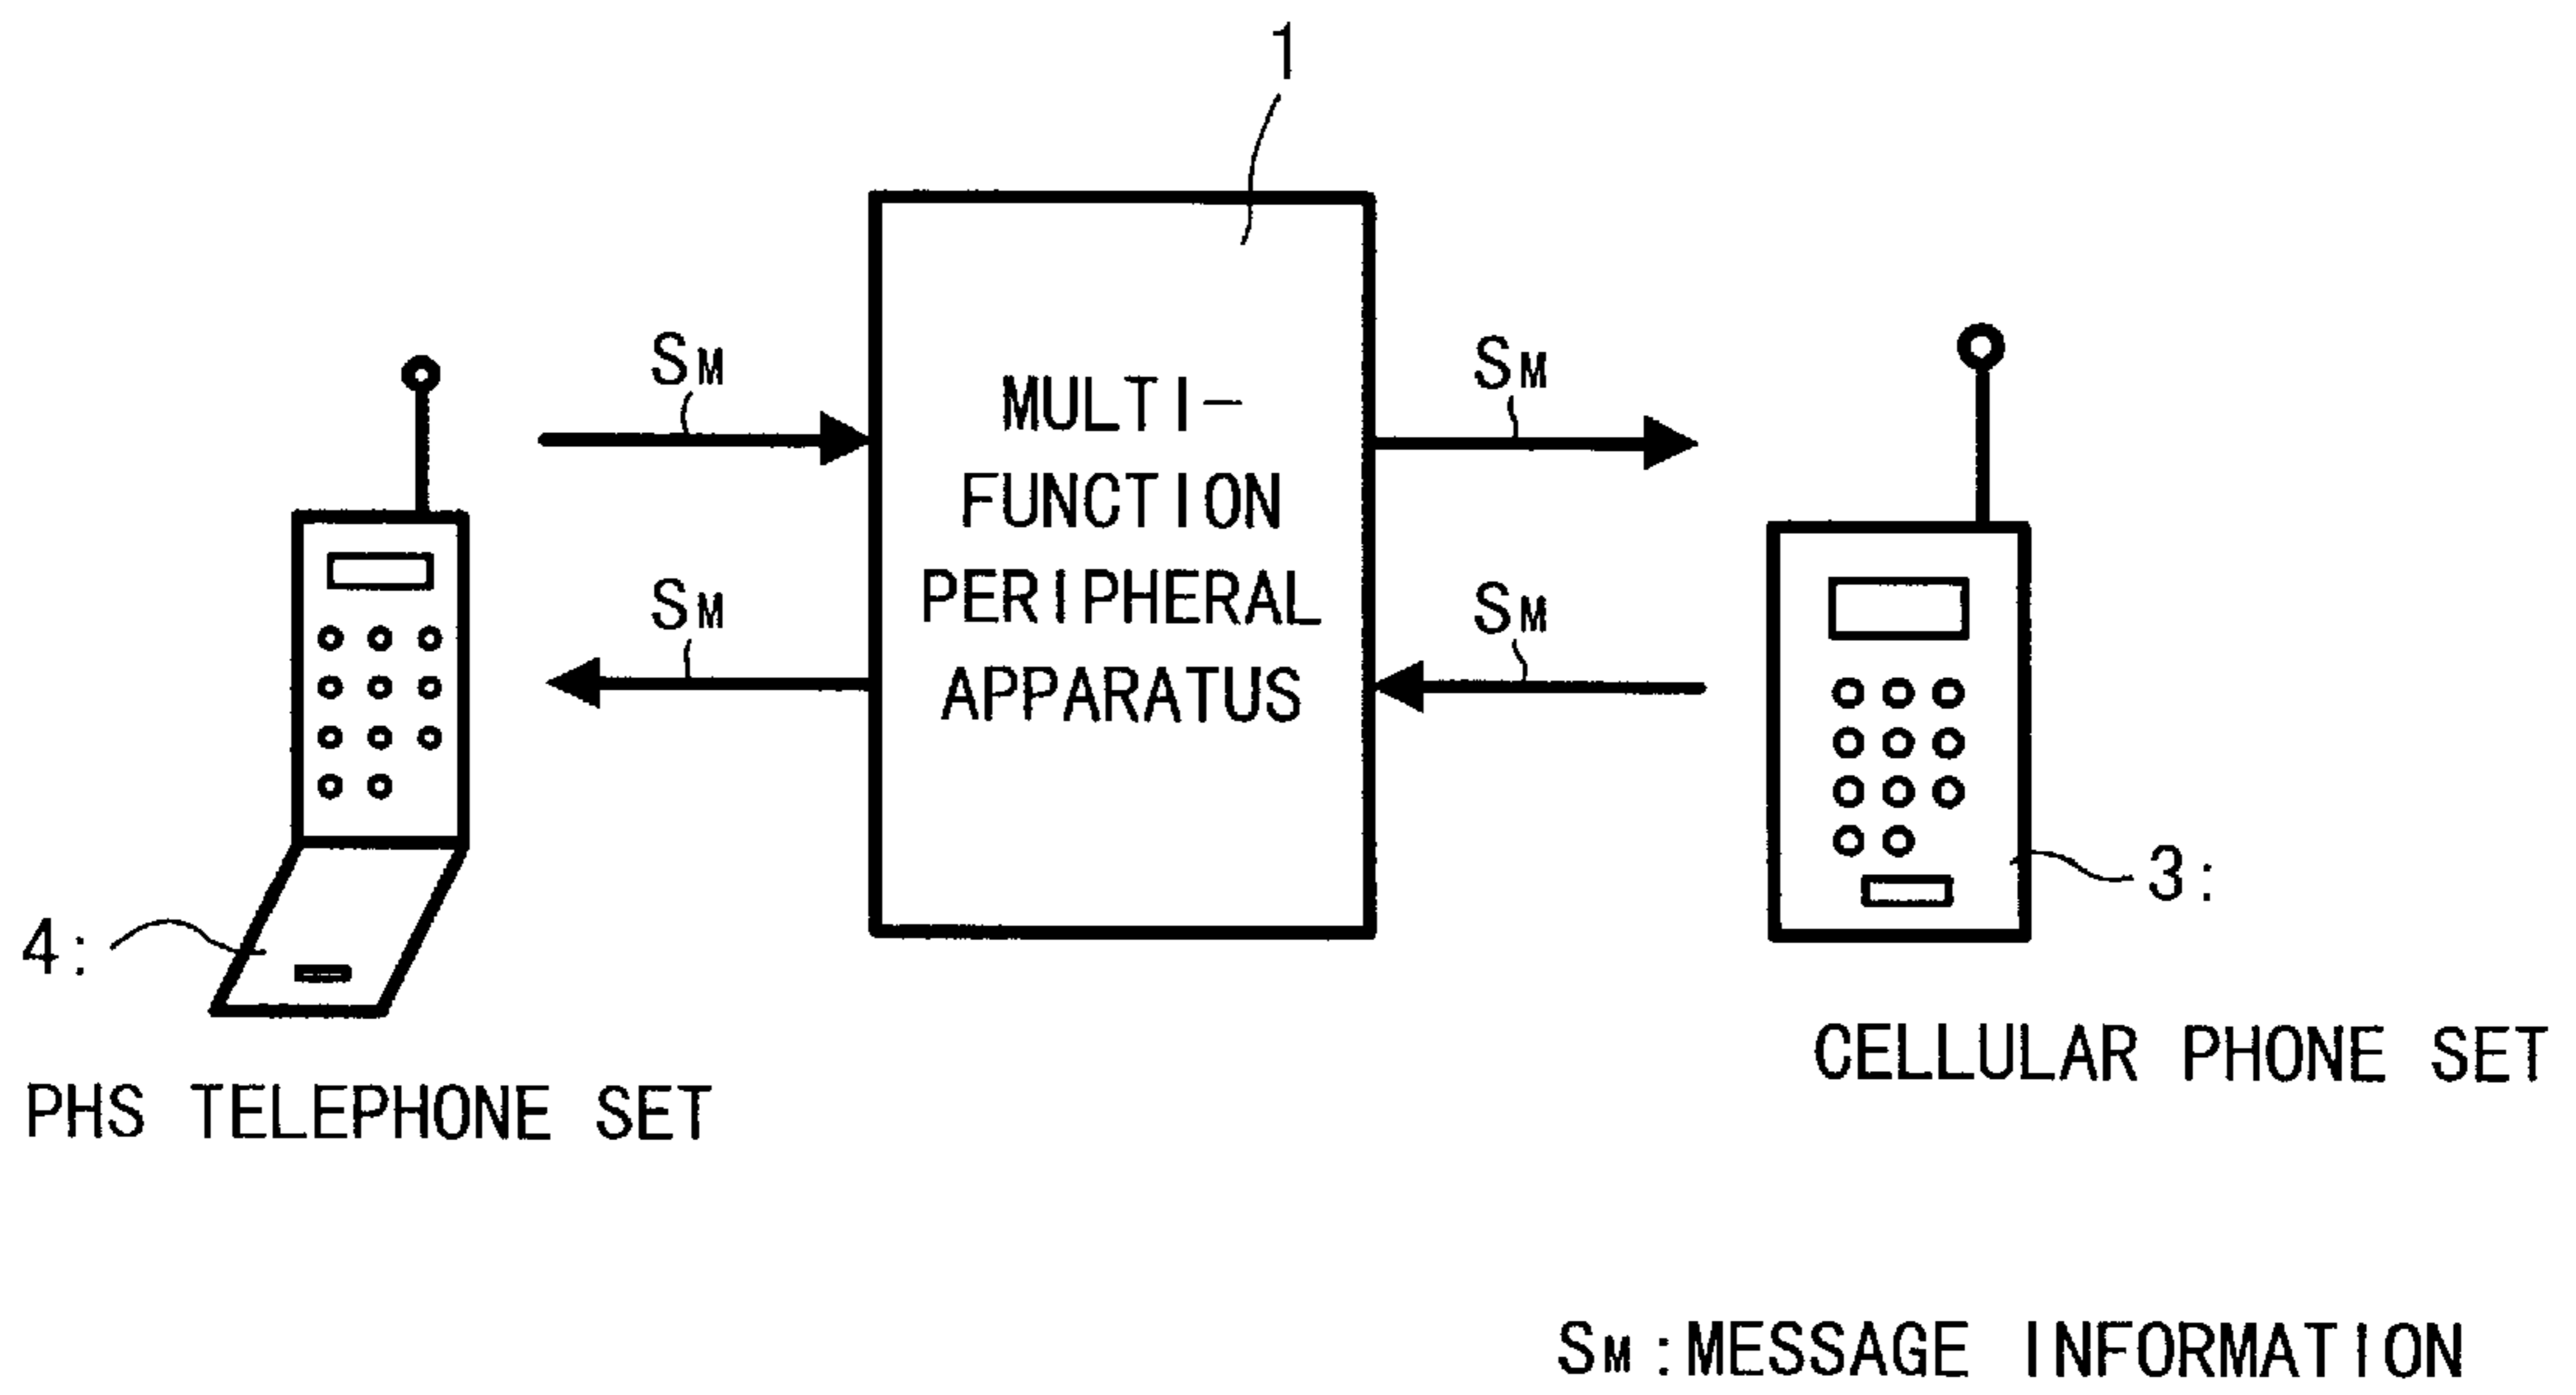 1
SM
SM
MULTI-
FUNCTION
PERIPHERAL
APPARATUS
SM
SM
3:
4:
CELLULAR PHONE SET
PHS TELEPHONE SET
SM:MESSAGE INFORMATION